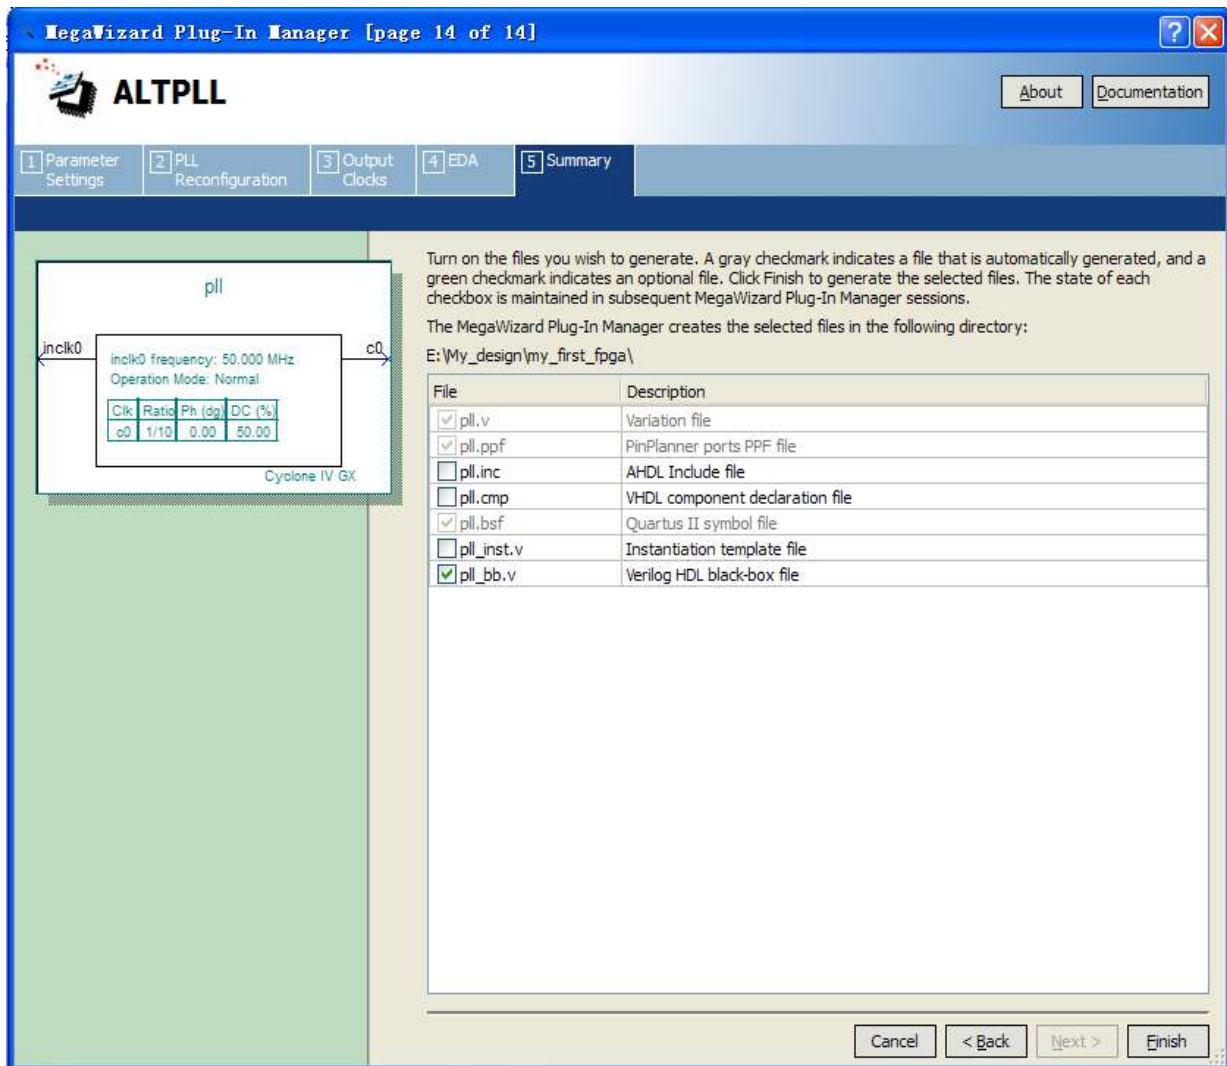 MegaWizard Plug-In Manager [page 14 of 14]
ALTPLL
About
Documentation
1 Parameter Settings
2 PLL Reconfiguration
3 Output Clocks
4 EDA
5 Summary
Turn on the files you wish to generate. A gray checkmark indicates a file that is automatically generated, and a
green checkmark indicates an optional file. Click Finish to generate the selected files. The state of each
checkbox is maintained in subsequent MegaWizard Plug-In Manager sessions.
The MegaWizard Plug-In Manager creates the selected files in the following directory:
E:\My_design\my_first_fpga\
pll
inclk0
c0
inclk0 frequency: 50.000 MHz
Operation Mode: Normal
Clk Ratio Ph (dg) DC (%)
c0 1/10 0.00 50.00
Cyclone IV GX
File Description
pll.v Variation file
pll.ppf PinPlanner ports PPF file
pll.inc AHDL Include file
pll.cmp VHDL component declaration file
pll.bsf Quartus II symbol file
pll_inst.v Instantiation template file
pll_bb.v Verilog HDL black-box file
Cancel
< Back
Next >
Finish